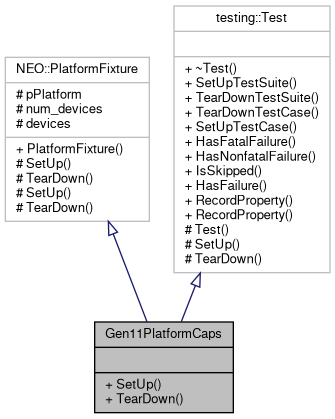 NEO::PlatformFixture
# pPlatform
# num_devices
# devices
+ PlatformFixture()
# SetUp()
# TearDown()
# SetUp()
# TearDown()
testing::Test
+ ~Test()
+ SetUpTestSuite()
+ TearDownTestSuite()
+ TearDownTestCase()
+ SetUpTestCase()
+ HasFatalFailure()
+ HasNonfatalFailure()
+ IsSkipped()
+ HasFailure()
+ RecordProperty()
+ RecordProperty()
# Test()
# SetUp()
# TearDown()
Gen11PlatformCaps
+ SetUp()
+ TearDown()